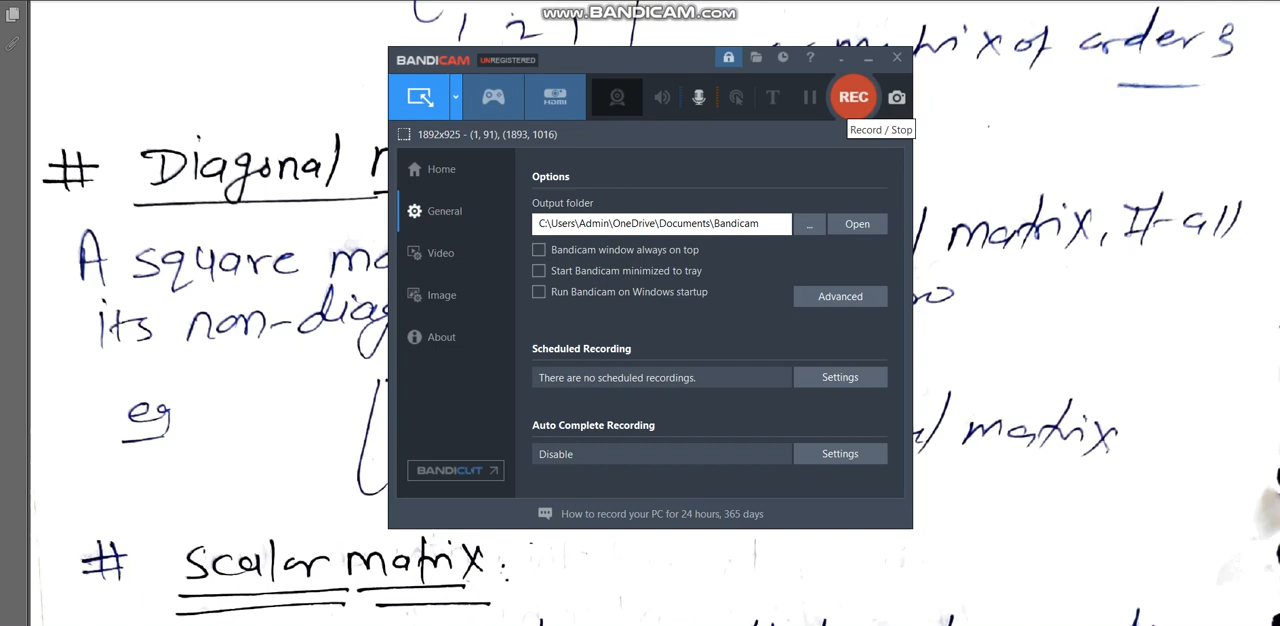 www.BANDICAM.com
1 2 1
matrix of order 3
BANDICAM UNREGISTERED
HDMI
REC
Record / Stop
1892x925 - (1, 91), (1893, 1016)
# Diagonal
Home
Options
General
Output folder
C:\Users\Admin\OneDrive\Documents\Bandicam
...
Open
matrix, If all
A square
Video
Bandicam window always on top
Start Bandicam minimized to tray
Image
Run Bandicam on Windows startup
Advanced
its non-diag
About
Scheduled Recording
There are no scheduled recordings.
Settings
eg
matrix
Auto Complete Recording
Disable
Settings
BANDICUT
How to record your PC for 24 hours, 365 days
# Scalar matrix :